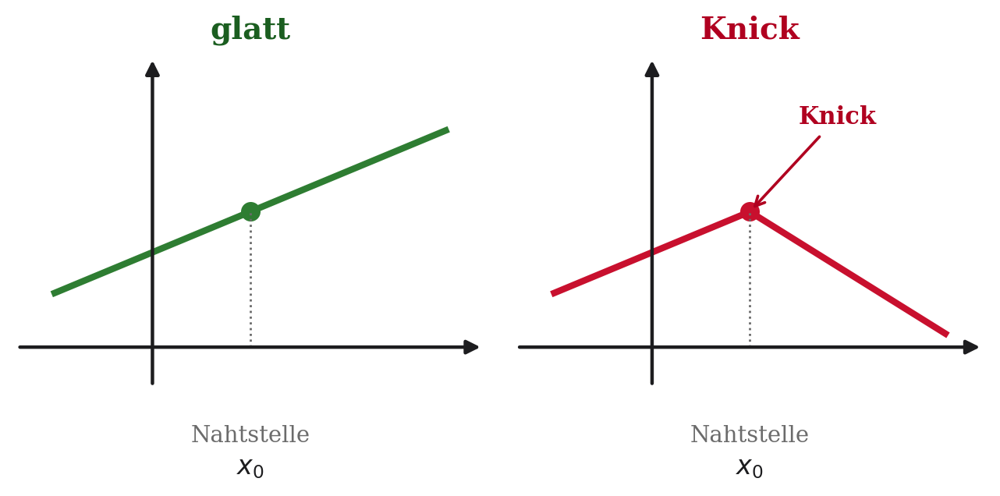 glatt
Knick
Knick
Nahtstelle
x₀
Nahtstelle
x₀